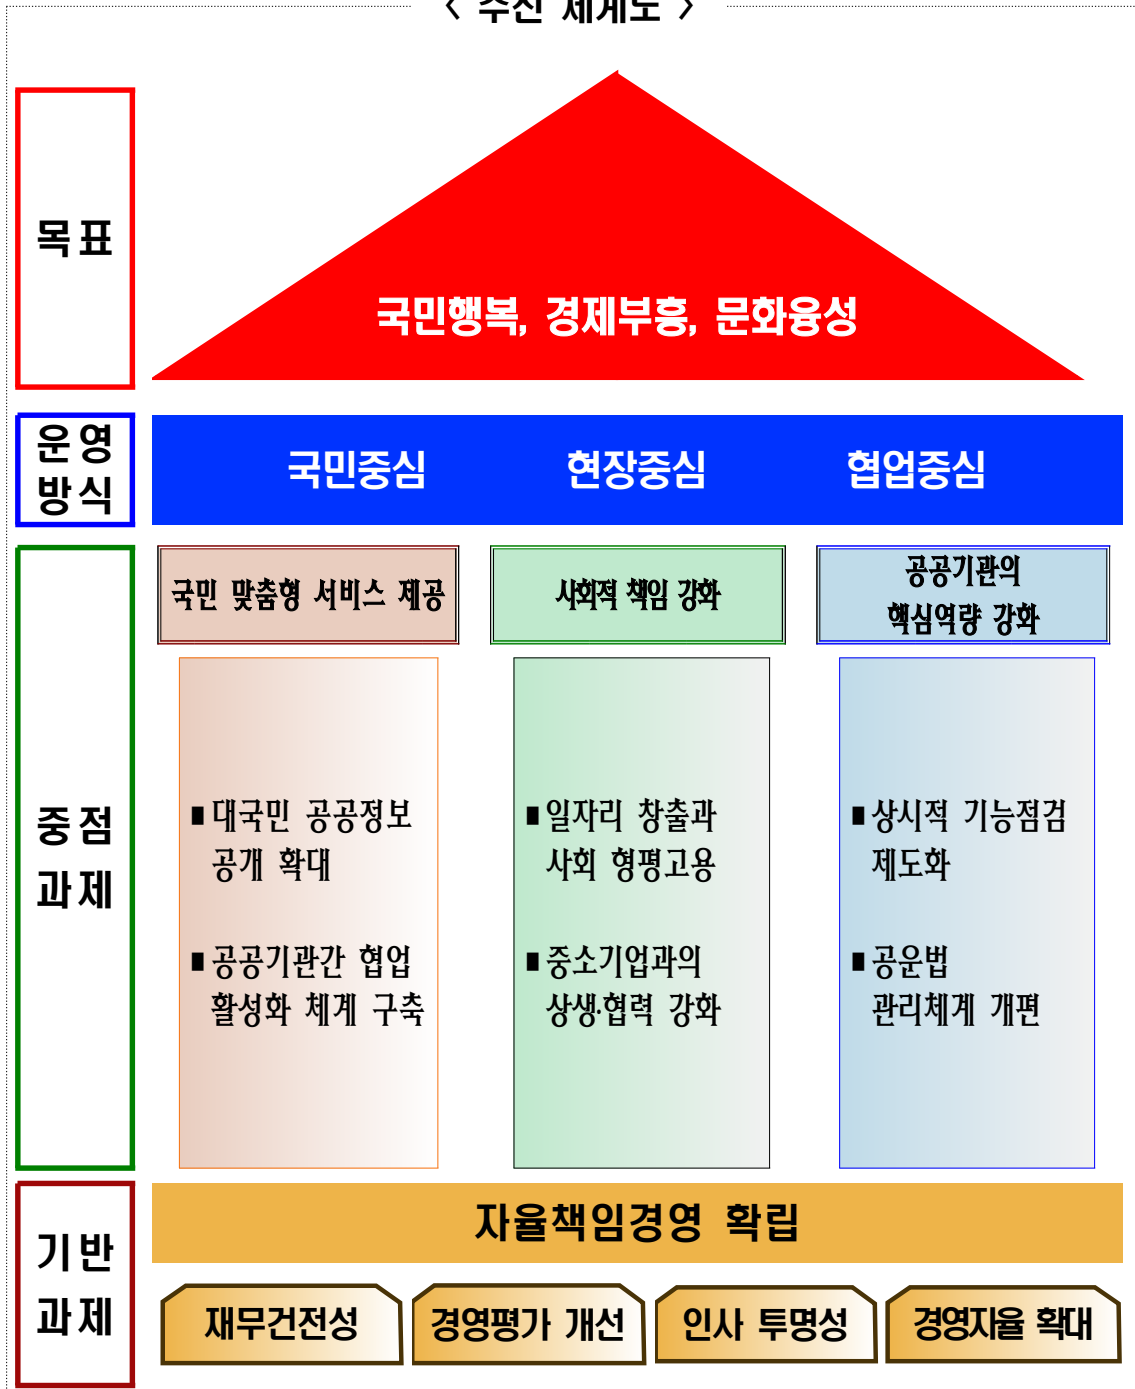 < 추진 체계도 >
목표
국민행복, 경제부흥, 문화융성
운영
방식
국민중심 현장중심 협업중심
중점
과제
국민 맞춤형 서비스 제공
■ 대국민 공공정보
공개 확대
■ 공공기관간 협업
활성화 체계 구축
사회적 책임 강화
■ 일자리 창출과
사회 형평고용
■ 중소기업과의
상생·협력 강화
공공기관의
핵심역량 강화
■ 상시적 기능점검
제도화
■ 공운법
관리체계 개편
기반
과제
자율책임경영 확립
재무건전성 경영평가 개선 인사 투명성 경영자율 확대